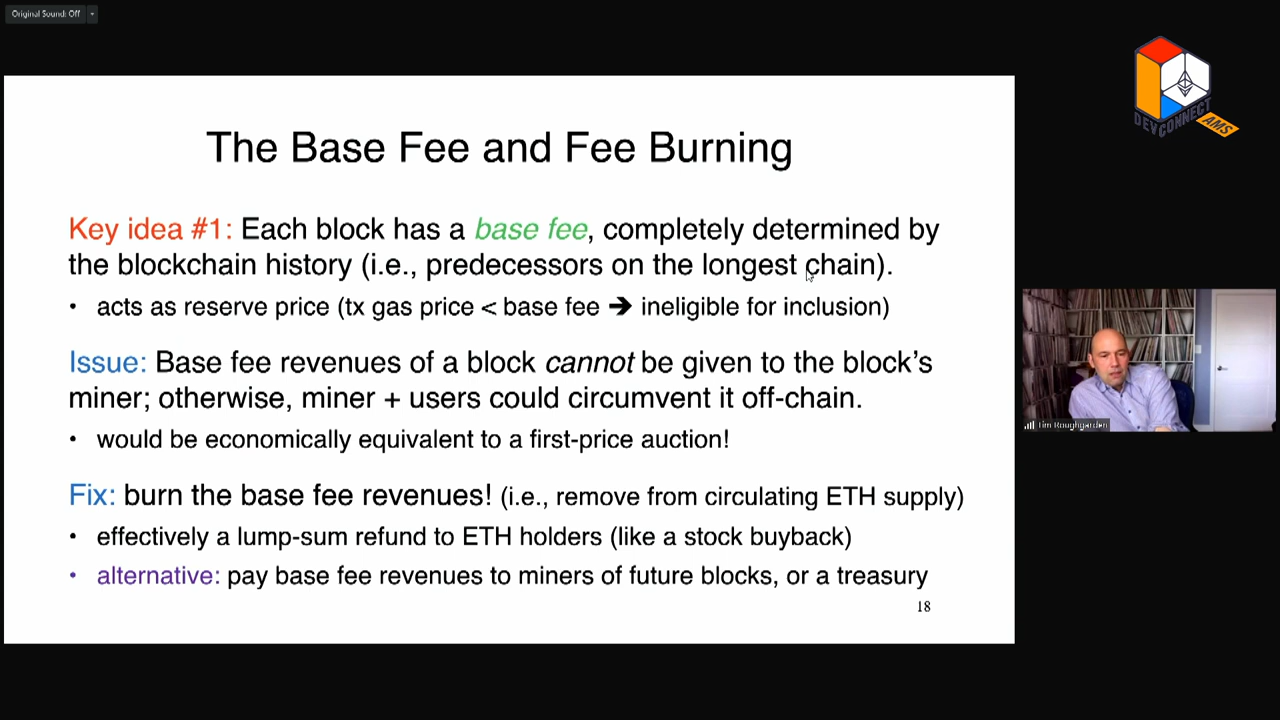 Original Sound: Off
DEVCONNECT
AMS
The Base Fee and Fee Burning
Key idea #1: Each block has a base fee, completely determined by
the blockchain history (i.e., predecessors on the longest chain).
• acts as reserve price (tx gas price < base fee ➔ ineligible for inclusion)
Issue: Base fee revenues of a block cannot be given to the block's
miner; otherwise, miner + users could circumvent it off-chain.
• would be economically equivalent to a first-price auction!
Fix: burn the base fee revenues! (i.e., remove from circulating ETH supply)
• effectively a lump-sum refund to ETH holders (like a stock buyback)
• alternative: pay base fee revenues to miners of future blocks, or a treasury
18
Tim Roughgarden